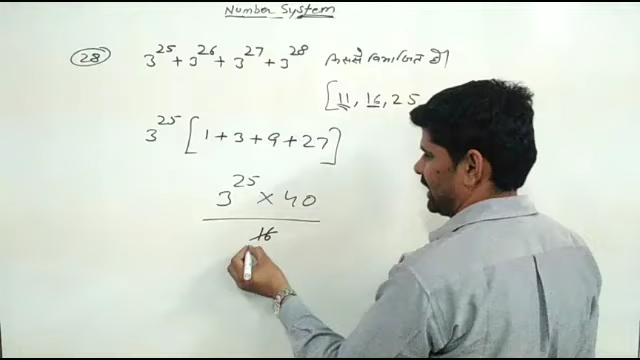 Number System
28 3^25 + 3^26 + 3^27 + 3^28 किससे विभाजित है।
[11, 16, 25
3^25 [1 + 3 + 9 + 27]
3^25 × 40
16